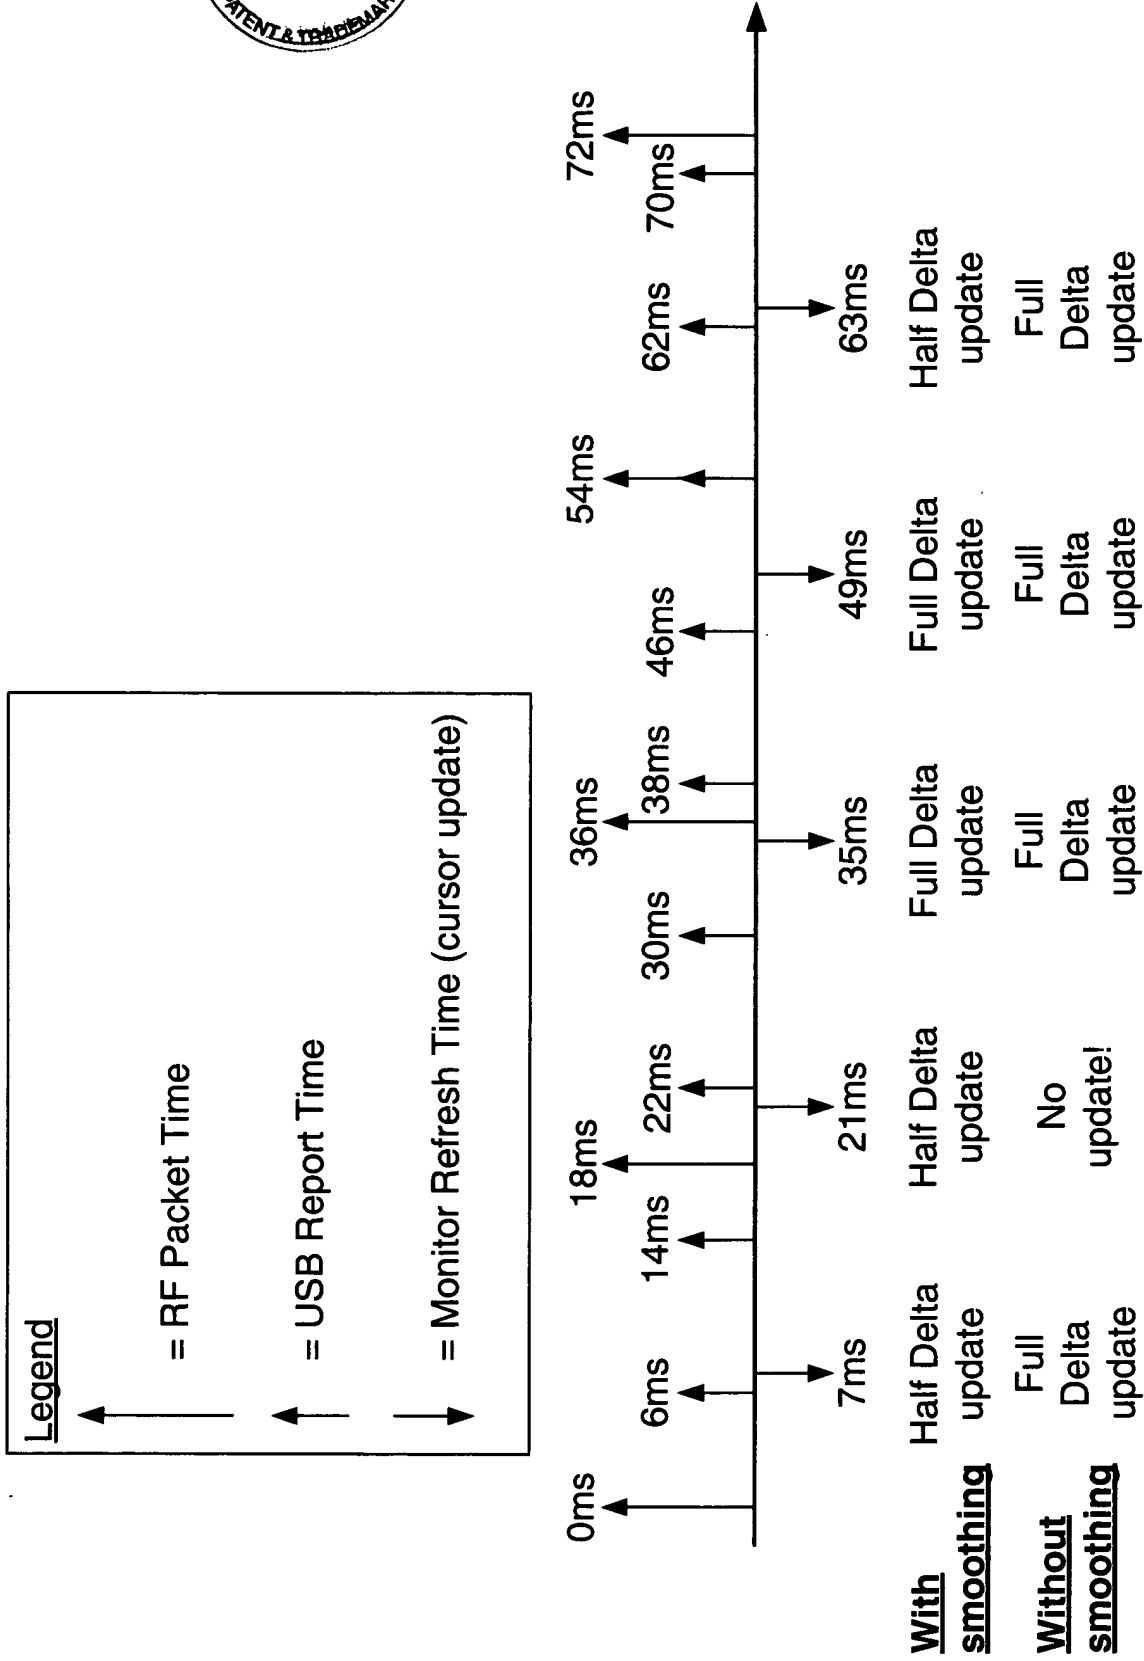 PATENT & TRADEMAR
Legend
= RF Packet Time
= USB Report Time
= Monitor Refresh Time (cursor update)
0ms
18ms
36ms
54ms
72ms
6ms
14ms
22ms
30ms
38ms
46ms
62ms
70ms
7ms
21ms
35ms
49ms
63ms
With
smoothing
Half Delta
update
Half Delta
update
Full Delta
update
Full Delta
update
Half Delta
update
Without
smoothing
Full
Delta
update
No
update!
Full
Delta
update
Full
Delta
update
Full
Delta
update